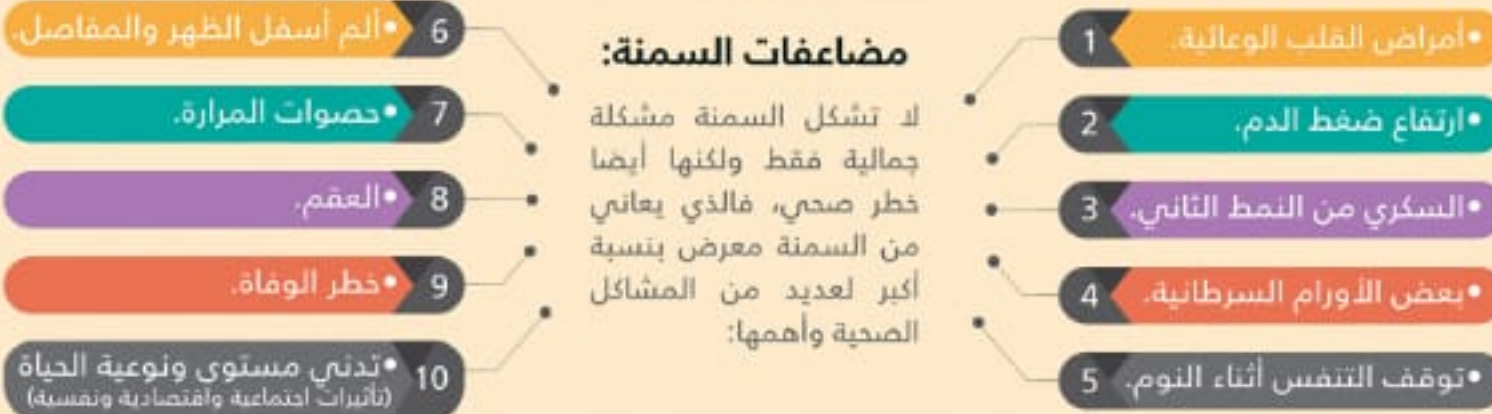 مضاعفات السمنة:
لا تشكل السمنة مشكلة
جمالية فقط ولكنها أيضا
خطر صحي، فالذي يعاني
من السمنة معرض بنسبة
أكبر لعديد من المشاكل
الصحية وأهمها:
1 •أمراض القلب الوعائية.
2 •ارتفاع ضغط الدم.
3 •السكري من النمط الثاني.
4 •بعض الأورام السرطانية.
5 •توقف التنفس أثناء النوم.
6 •ألم أسفل الظهر والمفاصل.
7 •حصوات المرارة.
8 •العقم.
9 •خطر الوفاة.
10 •تدني مستوى ونوعية الحياة
(تأثيرات اجتماعية واقتصادية ونفسية)